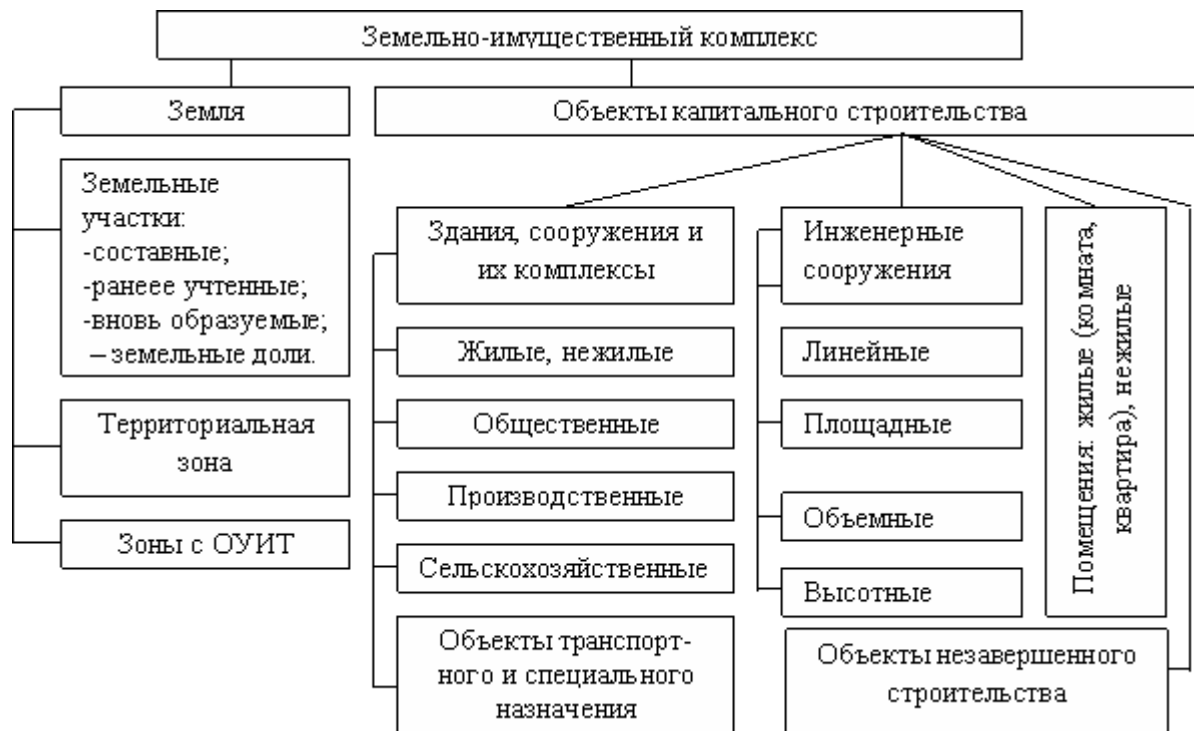 Земельно-имущественный комплекс
Земля
Объекты капитального строительства
Земельные
участки:
-составные;
-ранеее учтенные;
-вновь образуемые;
– земельные доли.
Территориальная
зона
Зоны с ОУИТ
Здания, сооружения и
их комплексы
Жилые, нежилые
Общественные
Производственные
Сельскохозяйственные
Объекты транспорт-
ного и специального
назначения
Инженерные
сооружения
Линейные
Площадные
Объемные
Высотные
Помещения: жилые (комната,
квартира), нежилые
Объекты незавершенного
строительства